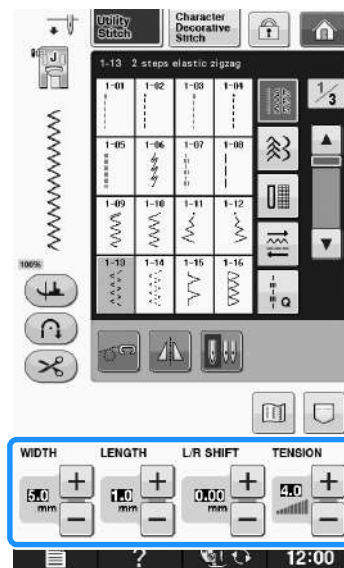 Utility Stitch
Character Decorative Stitch
J
1-13 2 steps elastic zigzag
1/3
1-01 1-02 1-03 1-04
1-05 1-06 1-07 1-08
1-09 1-10 1-11 1-12
1-13 1-14 1-15 1-16
Q
100%
WIDTH LENGTH L/R SHIFT TENSION
5.0 mm + − 1.0 mm + − 0.00 mm + − 4.0 + −
? 12:00